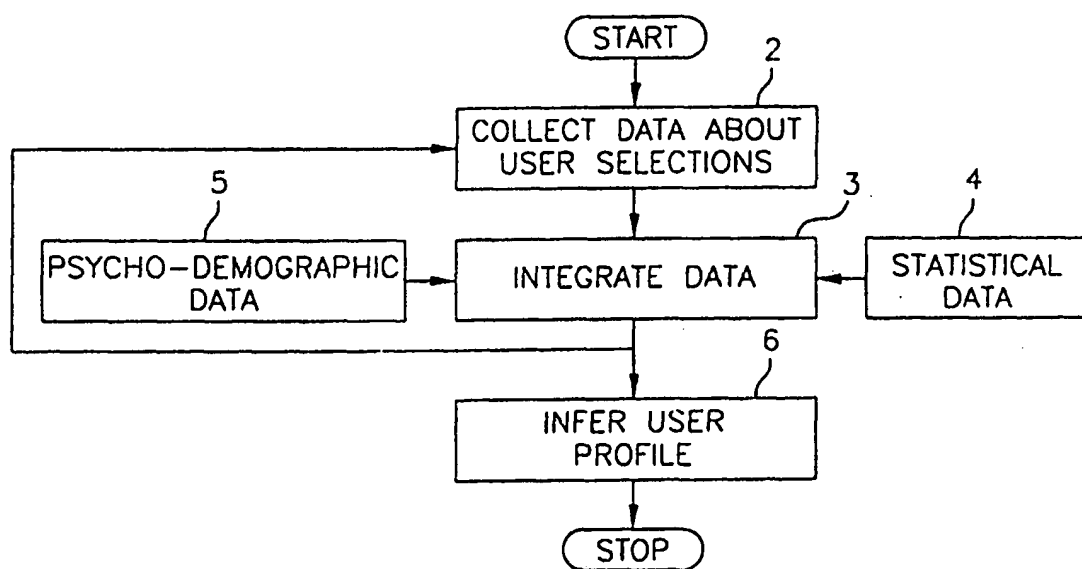 START
2
COLLECT DATA ABOUT
USER SELECTIONS
5
3
4
PSYCHO-DEMOGRAPHIC
DATA
INTEGRATE DATA
STATISTICAL
DATA
6
INFER USER
PROFILE
STOP